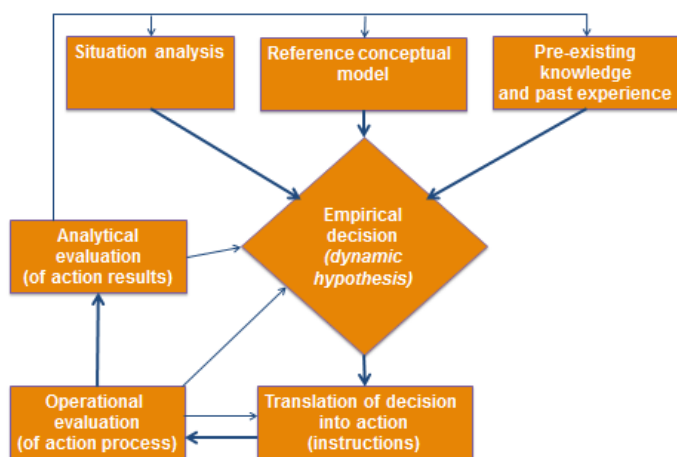 Situation analysis
Reference conceptual
model
Pre-existing
knowledge
and past experience
Empirical
decision
(dynamic
hypothesis)
Analytical
evaluation
(of action results)
Operational
evaluation
(of action process)
Translation of decision
into action
(instructions)